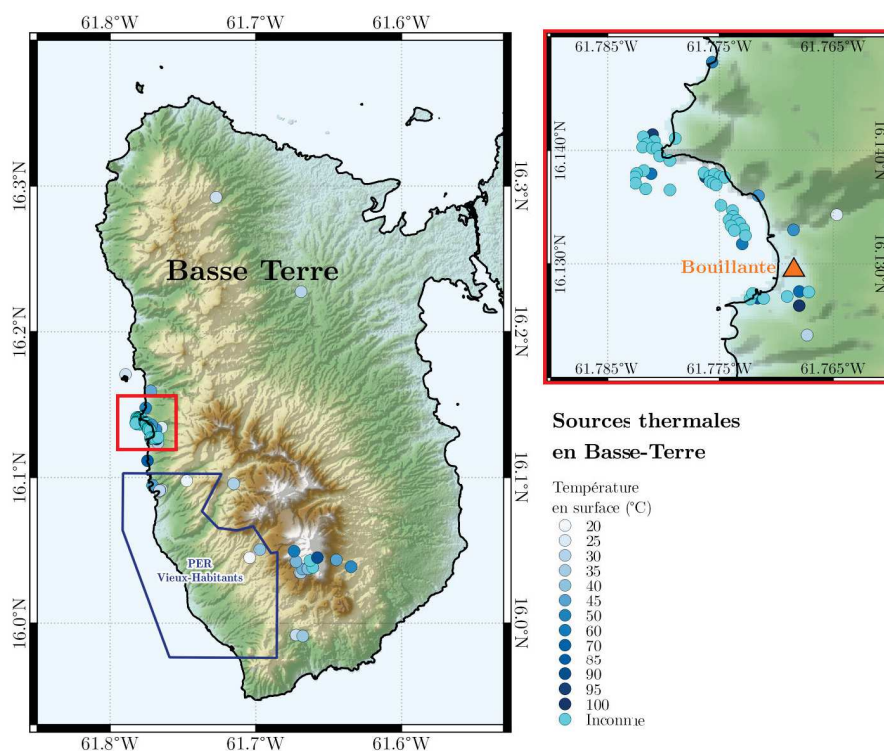 61.8°W 61.7°W 61.6°W
16.3°N 16.3°N
16.2°N 16.2°N
16.1°N 16.1°N
16.0°N 16.0°N
Basse Terre
PER
Vieux-Habitants
61.8°W 61.7°W 61.6°W
61.785°W 61.775°W 61.765°W
16.140°N 16.140°N
16.130°N 16.130°N
Bouillante
61.785°W 61.775°W 61.765°W
Sources thermales
en Basse-Terre
Température
en surface (°C)
20
25
30
35
40
45
50
60
70
85
90
95
100
Inconnue